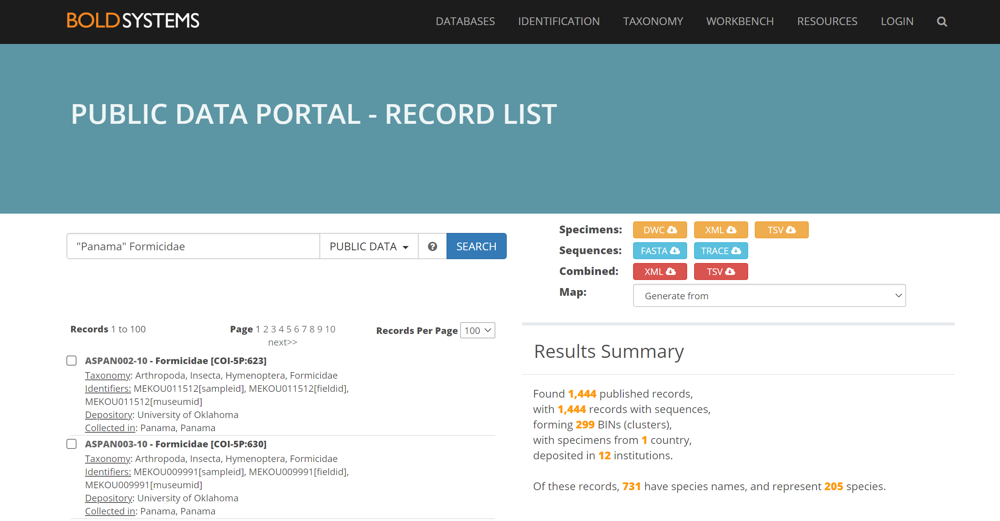 BOLDSYSTEMS
DATABASES IDENTIFICATION TAXONOMY WORKBENCH RESOURCES LOGIN
PUBLIC DATA PORTAL - RECORD LIST
"Panama" Formicidae PUBLIC DATA SEARCH
Specimens: DWC XML TSV
Sequences: FASTA TRACE
Combined: XML TSV
Map: Generate from
Records 1 to 100
Page 1 2 3 4 5 6 7 8 9 10
next>>
Records Per Page 100
ASPAN002-10 - Formicidae [COI-5P:623]
Taxonomy: Arthropoda, Insecta, Hymenoptera, Formicidae
Identifiers: MEKOU011512[sampleid], MEKOU011512[fieldid],
MEKOU011512[museumid]
Depository: University of Oklahoma
Collected in: Panama, Panama
ASPAN003-10 - Formicidae [COI-5P:630]
Taxonomy: Arthropoda, Insecta, Hymenoptera, Formicidae
Identifiers: MEKOU009991[sampleid], MEKOU009991[fieldid],
MEKOU009991[museumid]
Depository: University of Oklahoma
Collected in: Panama, Panama
Results Summary
Found 1,444 published records,
with 1,444 records with sequences,
forming 299 BINs (clusters),
with specimens from 1 country,
deposited in 12 institutions.
Of these records, 731 have species names, and represent 205 species.